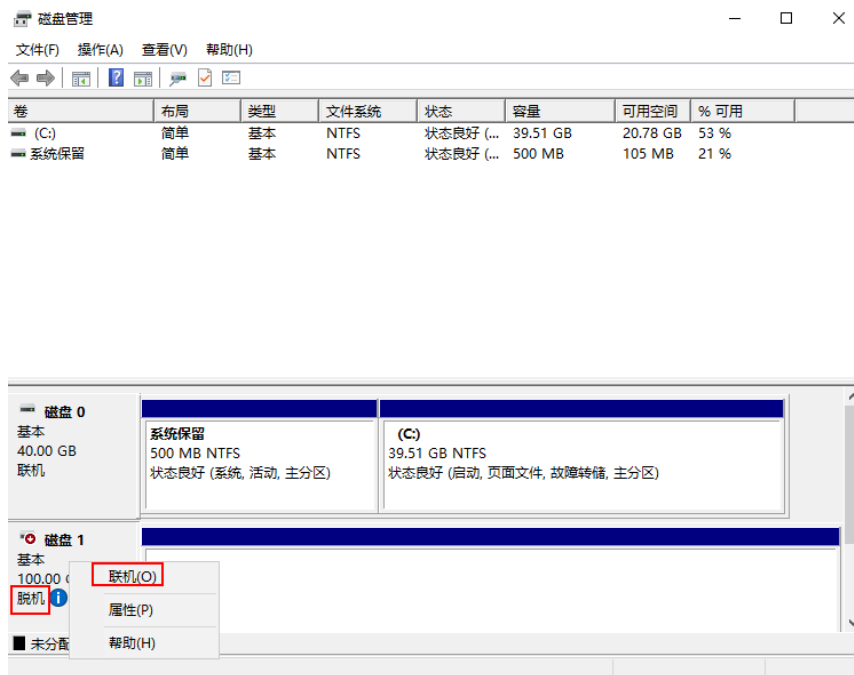 磁盘管理
文件(F) 操作(A) 查看(V) 帮助(H)
卷 布局 类型 文件系统 状态 容量 可用空间 % 可用
(C:) 简单 基本 NTFS 状态良好 (... 39.51 GB 20.78 GB 53 %
系统保留 简单 基本 NTFS 状态良好 (... 500 MB 105 MB 21 %
磁盘 0
基本
40.00 GB
联机
系统保留
500 MB NTFS
状态良好 (系统, 活动, 主分区)
(C:)
39.51 GB NTFS
状态良好 (启动, 页面文件, 故障转储, 主分区)
磁盘 1
基本
100.00
脱机
联机(O)
属性(P)
帮助(H)
未分配